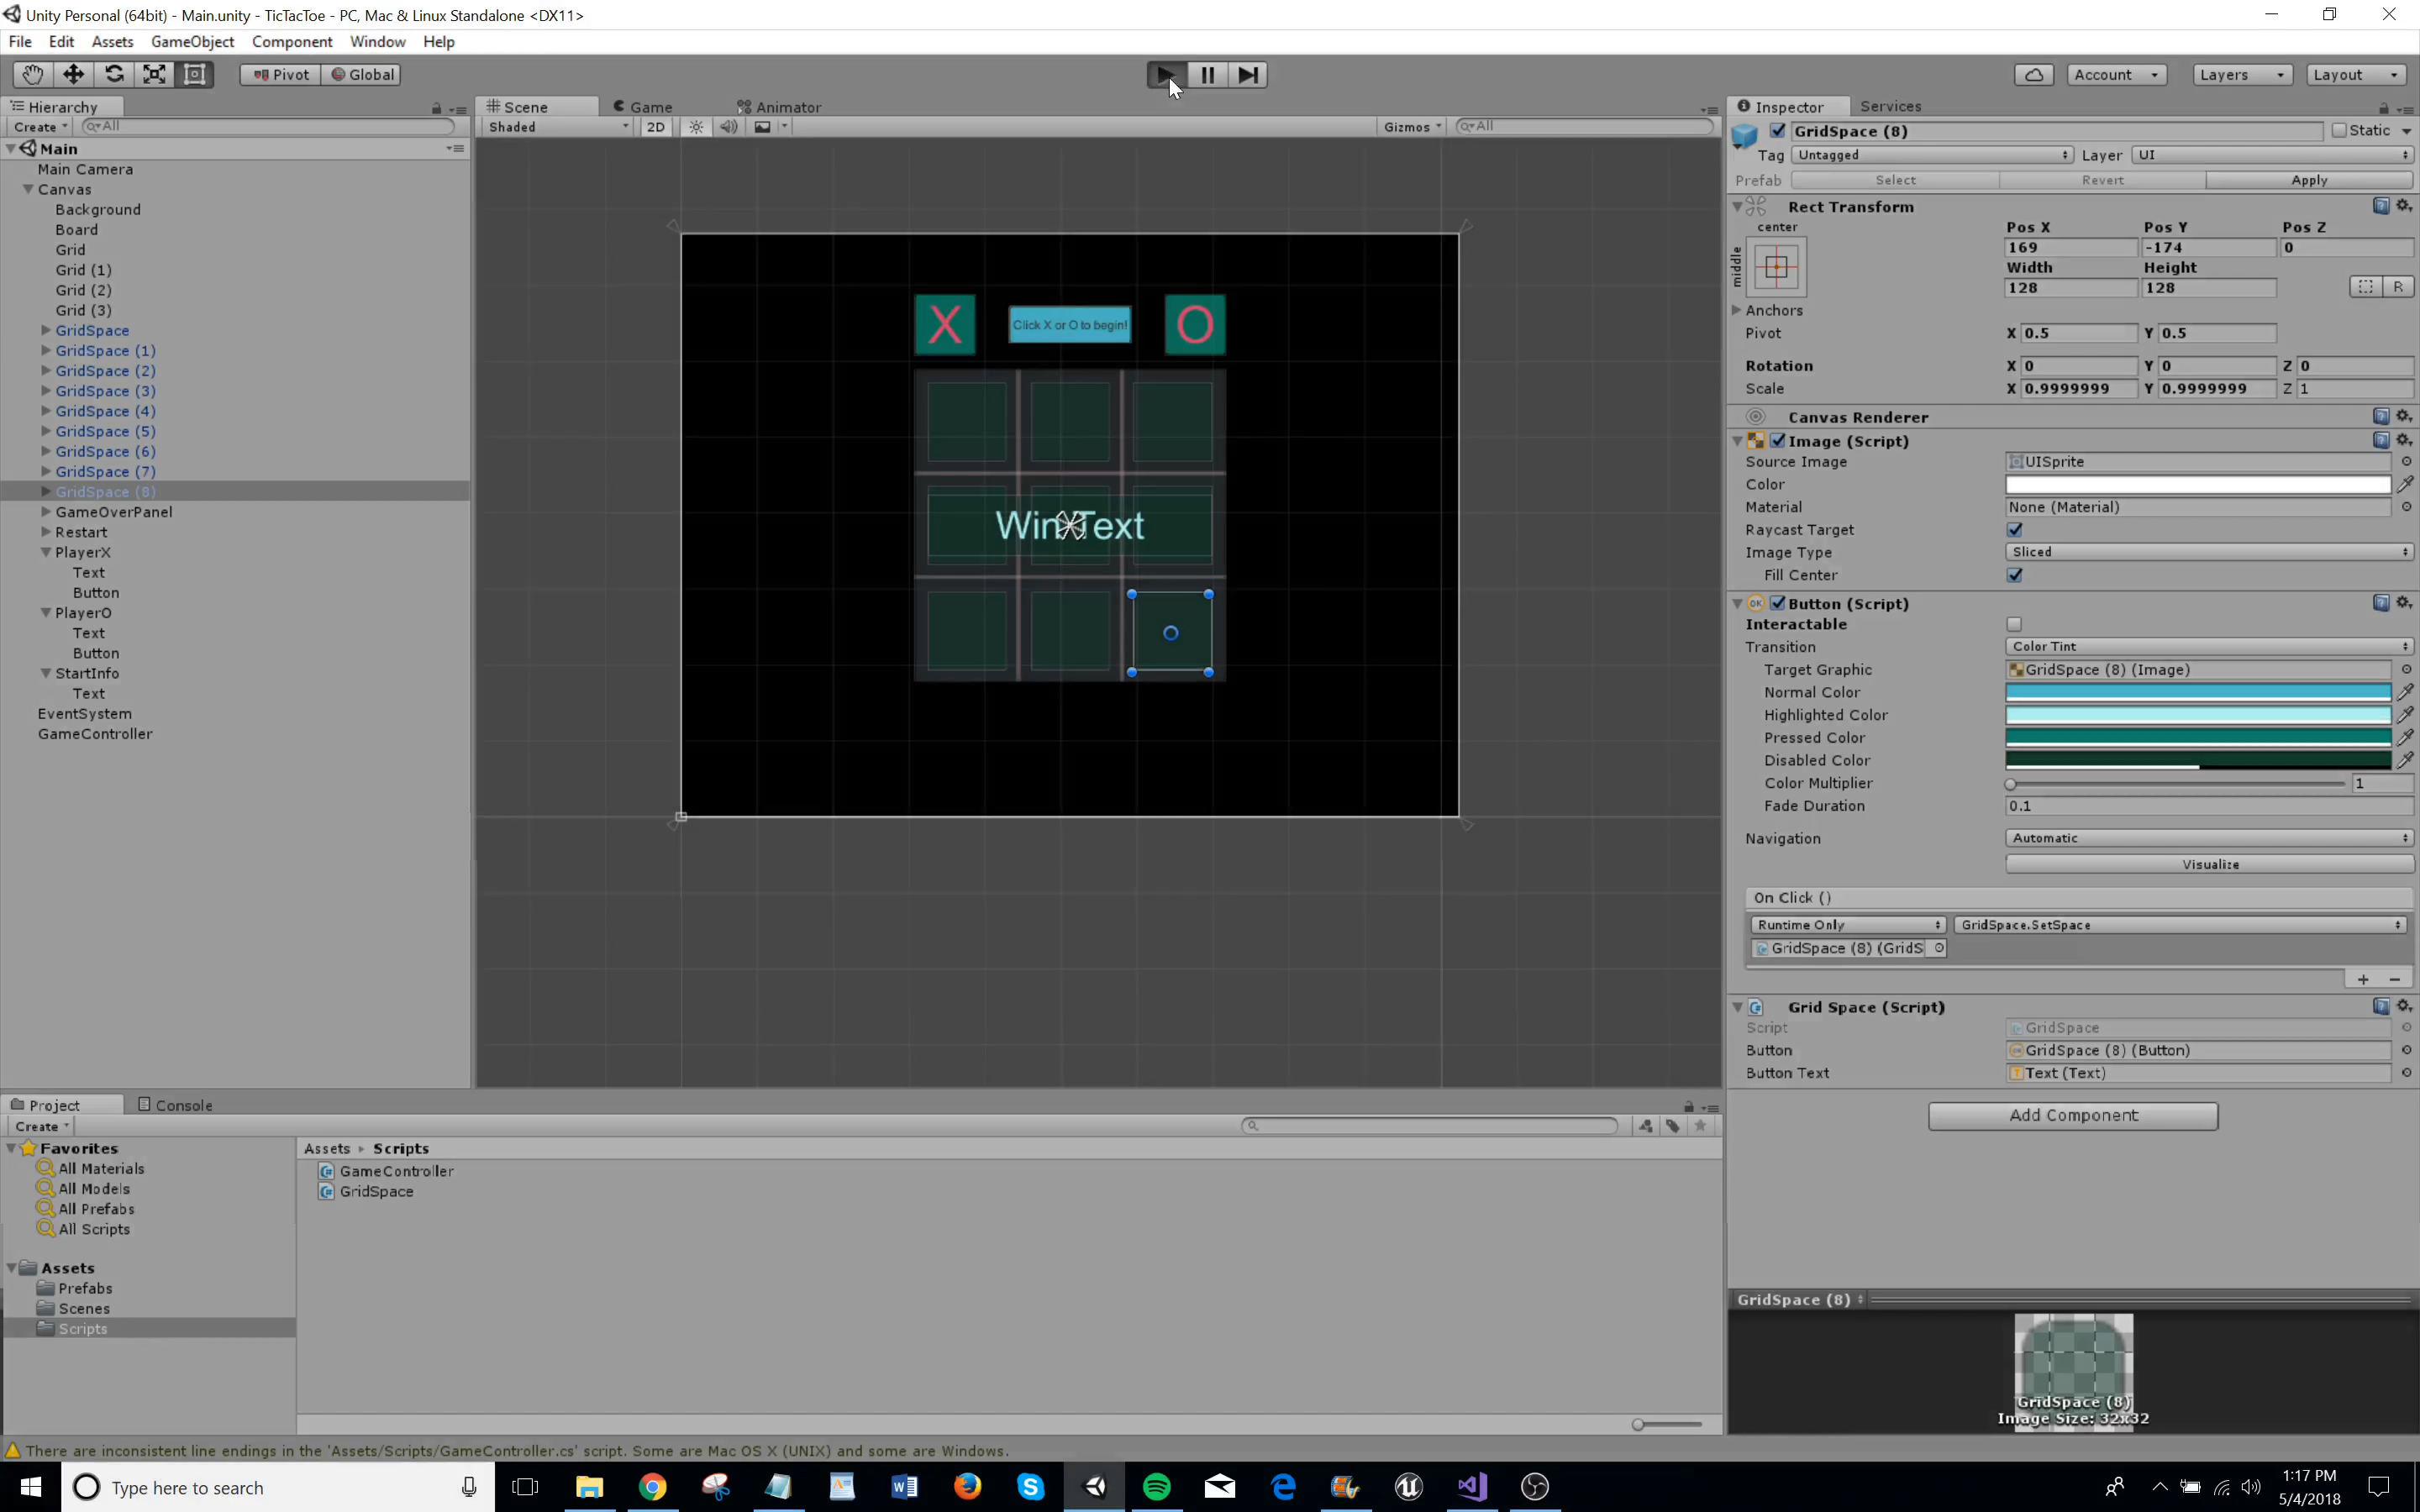 Unity Personal (64bit) - Main.unity - TicTacToe - PC, Mac & Linux Standalone <DX11>
File Edit Assets GameObject Component Window Help
Pivot Global
Account Layers Layout
Hierarchy
Create All
Main
Main Camera
Canvas
Background
Board
Grid
Grid (1)
Grid (2)
Grid (3)
GridSpace
GridSpace (1)
GridSpace (2)
GridSpace (3)
GridSpace (4)
GridSpace (5)
GridSpace (6)
GridSpace (7)
GridSpace (8)
GameOverPanel
Restart
PlayerX
Text
Button
PlayerO
Text
Button
StartInfo
Text
EventSystem
GameController
Scene Game Animator
Shaded 2D Gizmos All
X
Click X or O to begin!
O
Win Text
Inspector Services
GridSpace (8) Static
Tag Untagged Layer UI
Prefab Select Revert Apply
Rect Transform
center
middle
Pos X Pos Y Pos Z
169 -174 0
Width Height
128 128
R
Anchors
Pivot X 0.5 Y 0.5
Rotation X 0 Y 0 Z 0
Scale X 0.9999999 Y 0.9999999 Z 1
Canvas Renderer
Image (Script)
Source Image UISprite
Color
Material None (Material)
Raycast Target
Image Type Sliced
Fill Center
OK Button (Script)
Interactable
Transition Color Tint
Target Graphic GridSpace (8) (Image)
Normal Color
Highlighted Color
Pressed Color
Disabled Color
Color Multiplier 1
Fade Duration 0.1
Navigation Automatic
Visualize
On Click ()
Runtime Only GridSpace.SetSpace
GridSpace (8) (GridS
+ -
Grid Space (Script)
Script GridSpace
Button GridSpace (8) (Button)
Button Text Text (Text)
Add Component
GridSpace (8)
GridSpace (8)
Image Size: 32x32
Project Console
Create
Favorites
All Materials
All Models
All Prefabs
All Scripts
Assets
Prefabs
Scenes
Scripts
Assets Scripts
GameController
GridSpace
There are inconsistent line endings in the 'Assets/Scripts/GameController.cs' script. Some are Mac OS X (UNIX) and some are Windows.
Type here to search
1:17 PM
5/4/2018